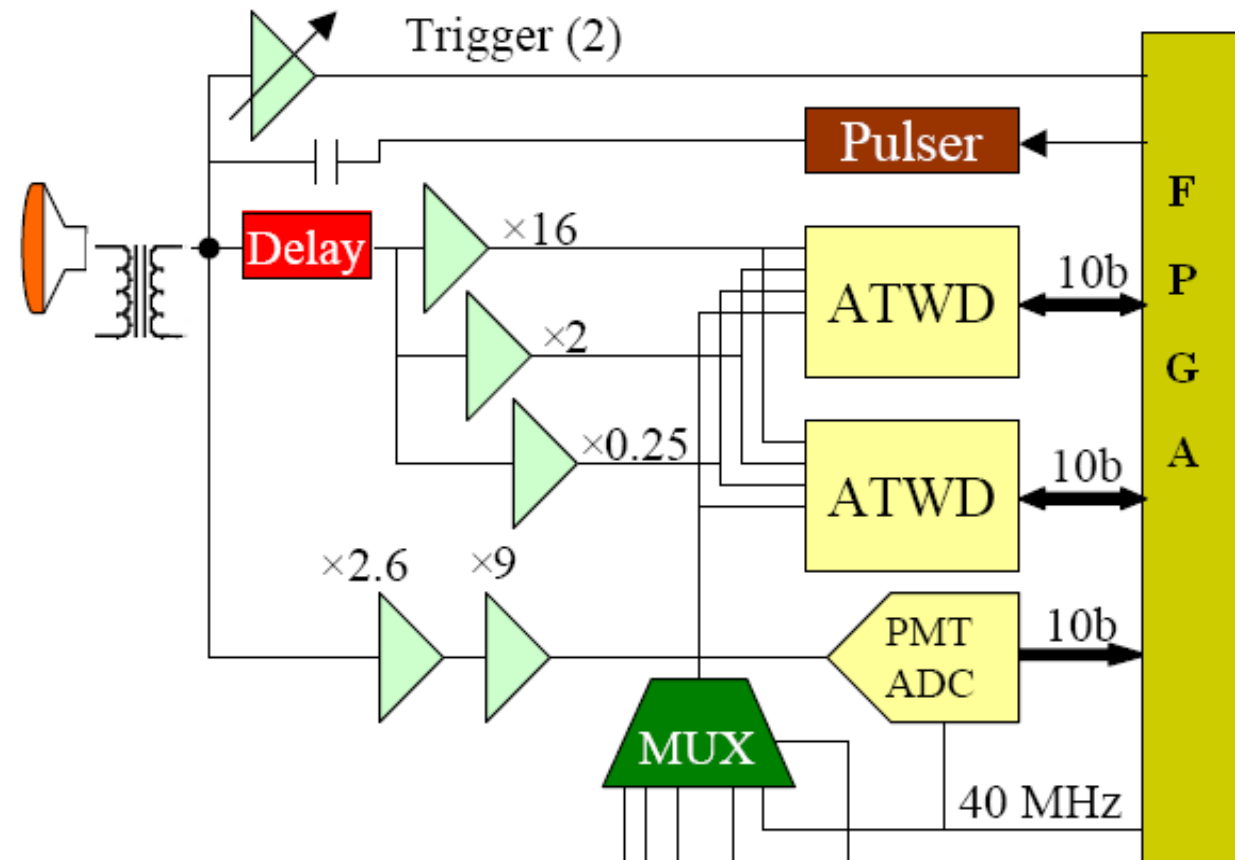 Trigger (2)
Pulser
Delay
×16
×2
×0.25
ATWD
10b
ATWD
10b
×2.6
×9
PMT
ADC
10b
MUX
40 MHz
F
P
G
A